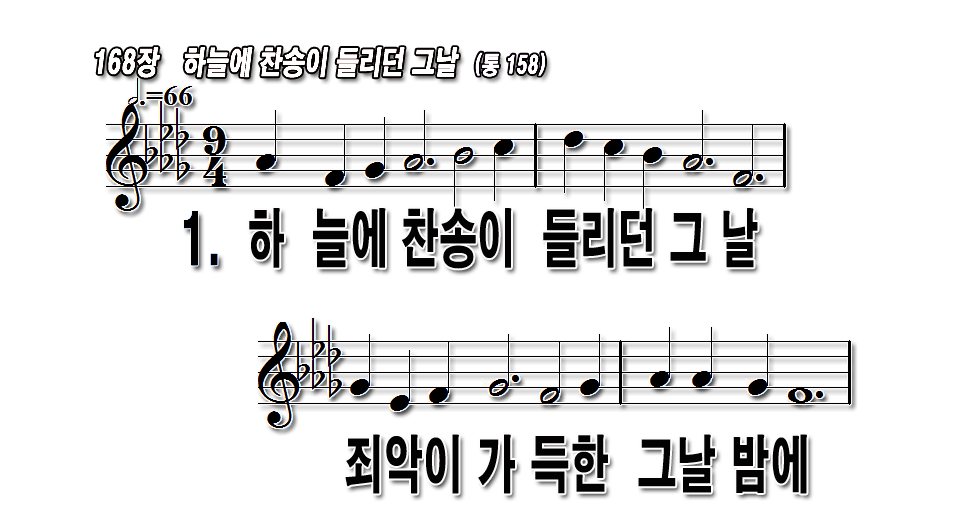 168장 하늘에 찬송이 들리던 그날 (통 158)
𝅗𝅥.=66
9
4
1. 하 늘에 찬송이 들리던 그 날
죄악이 가 득한 그날 밤에